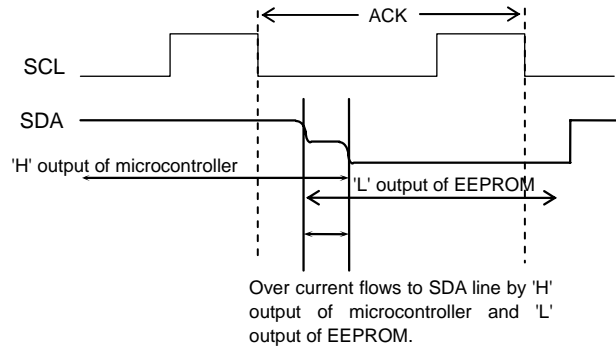 ACK
SCL
SDA
'H' output of microcontroller
'L' output of EEPROM
Over current flows to SDA line by 'H'
output of microcontroller and 'L'
output of EEPROM.